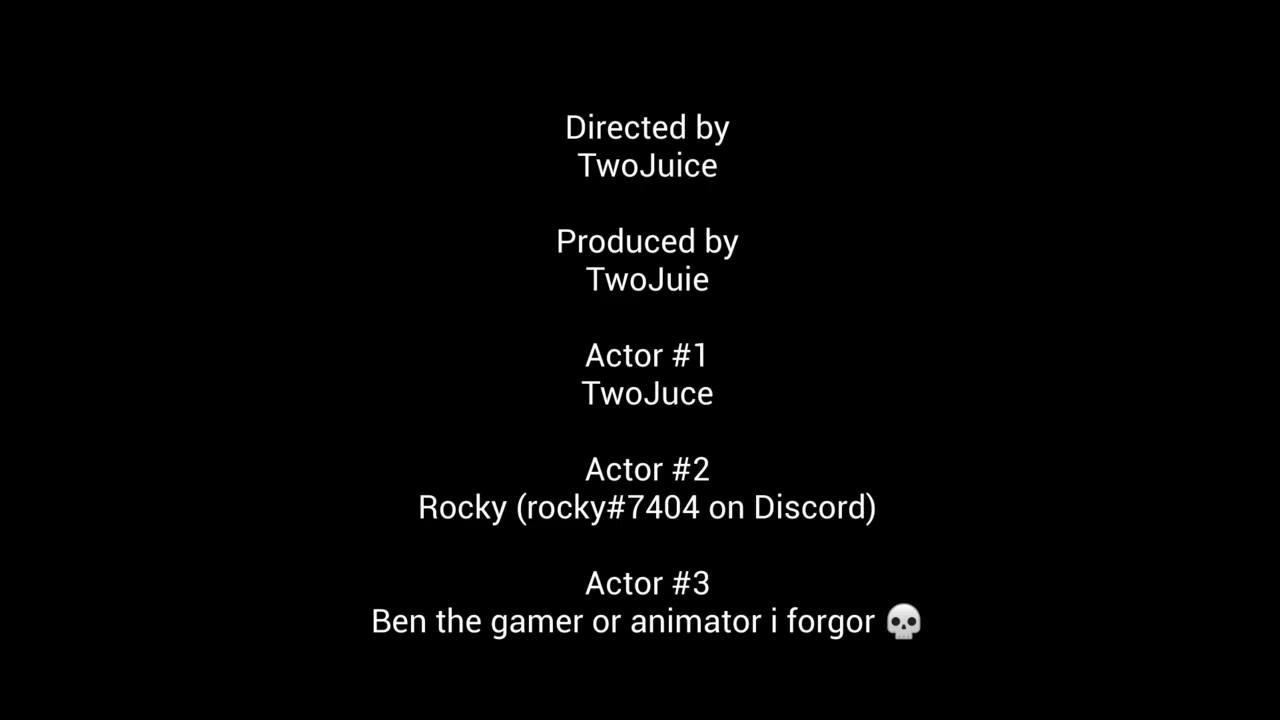 Directed by
TwoJuice
Produced by
TwoJuie
Actor #1
TwoJuce
Actor #2
Rocky (rocky#7404 on Discord)
Actor #3
Ben the gamer or animator i forgor 💀